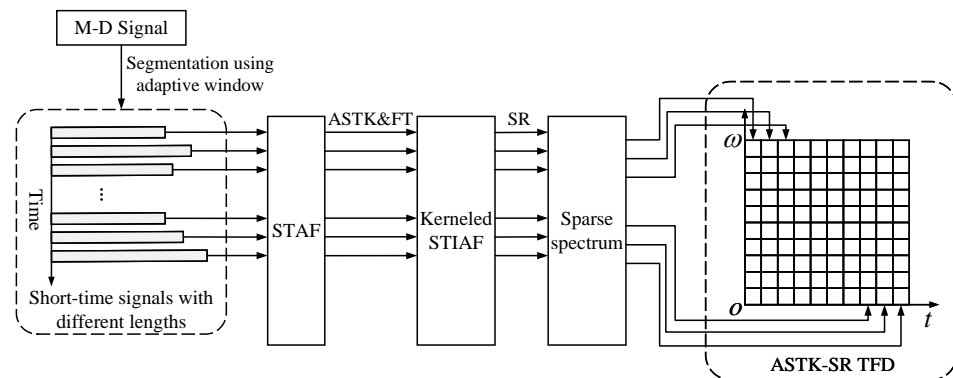 M-D Signal
Segmentation using
adaptive window
Time
...
Short-time signals with
different lengths
STAF
ASTK&FT
Kerneled
STIAF
SR
Sparse
spectrum
ω
o
t
ASTK-SR TFD